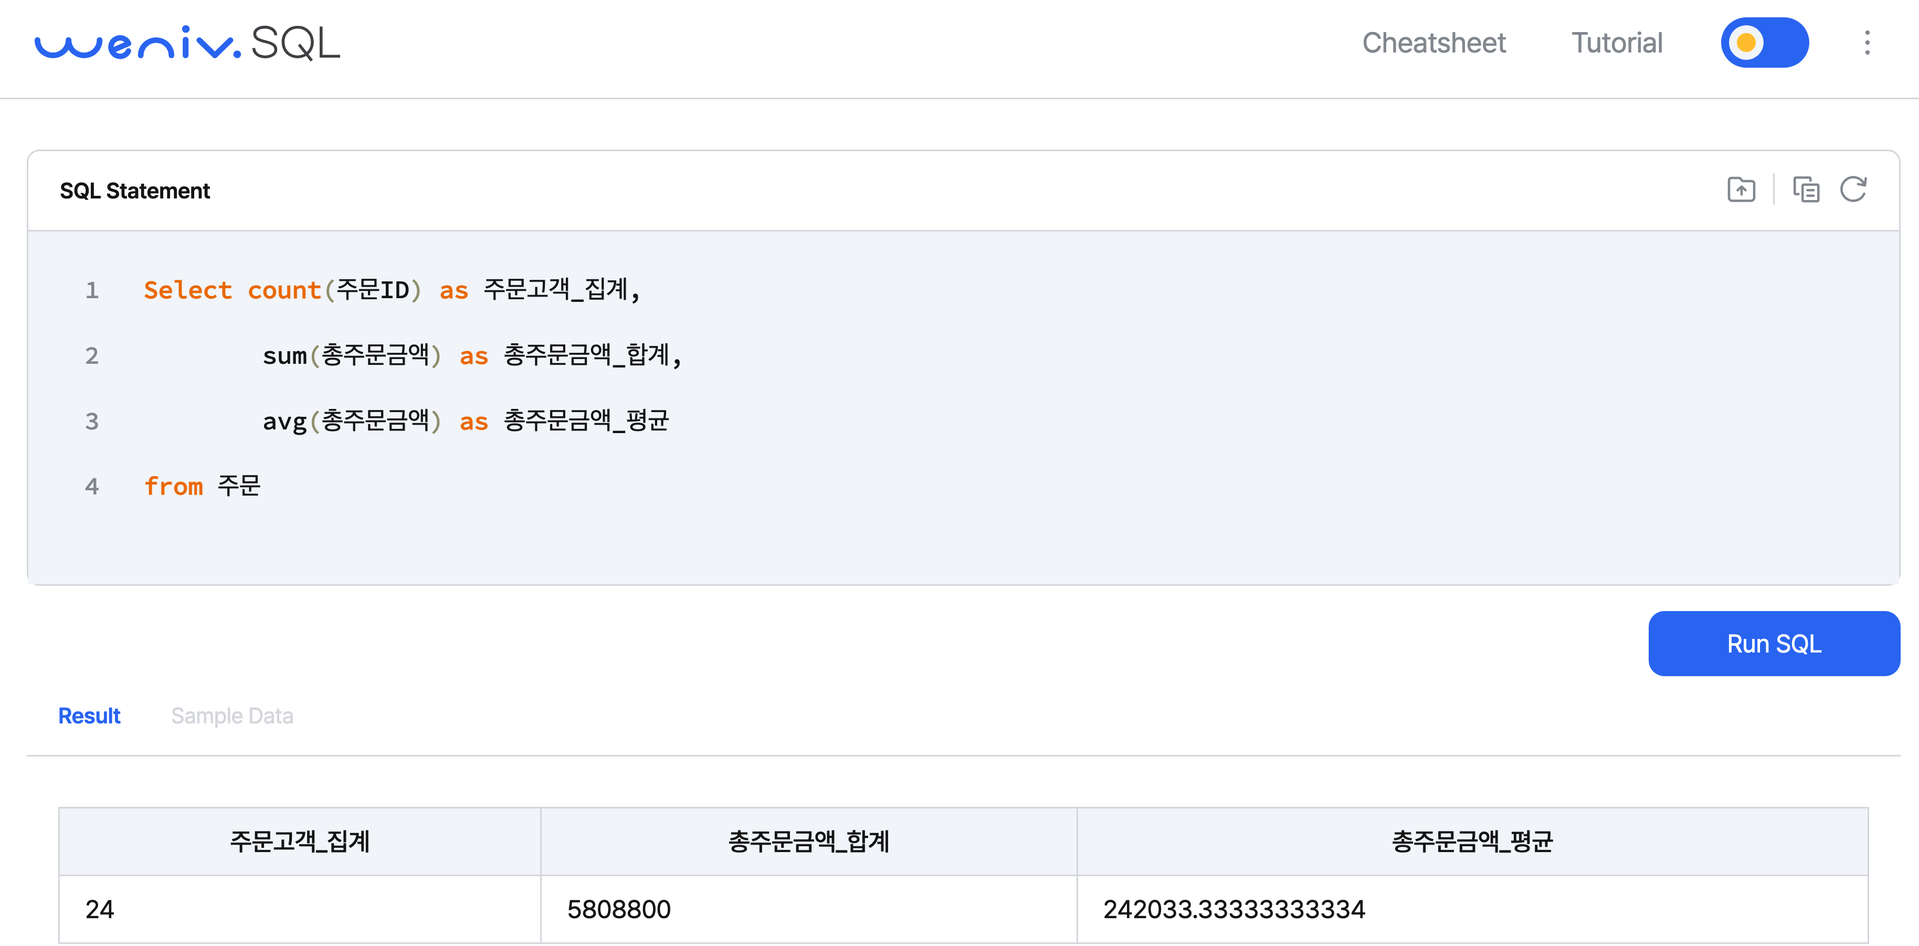 weniv.SQL
Cheatsheet
Tutorial
SQL Statement
1 Select count(주문ID) as 주문고객_집계,
2 sum(총주문금액) as 총주문금액_합계,
3 avg(총주문금액) as 총주문금액_평균
4 from 주문
Run SQL
Result
Sample Data
주문고객_집계 총주문금액_합계 총주문금액_평균
24 5808800 242033.33333333334